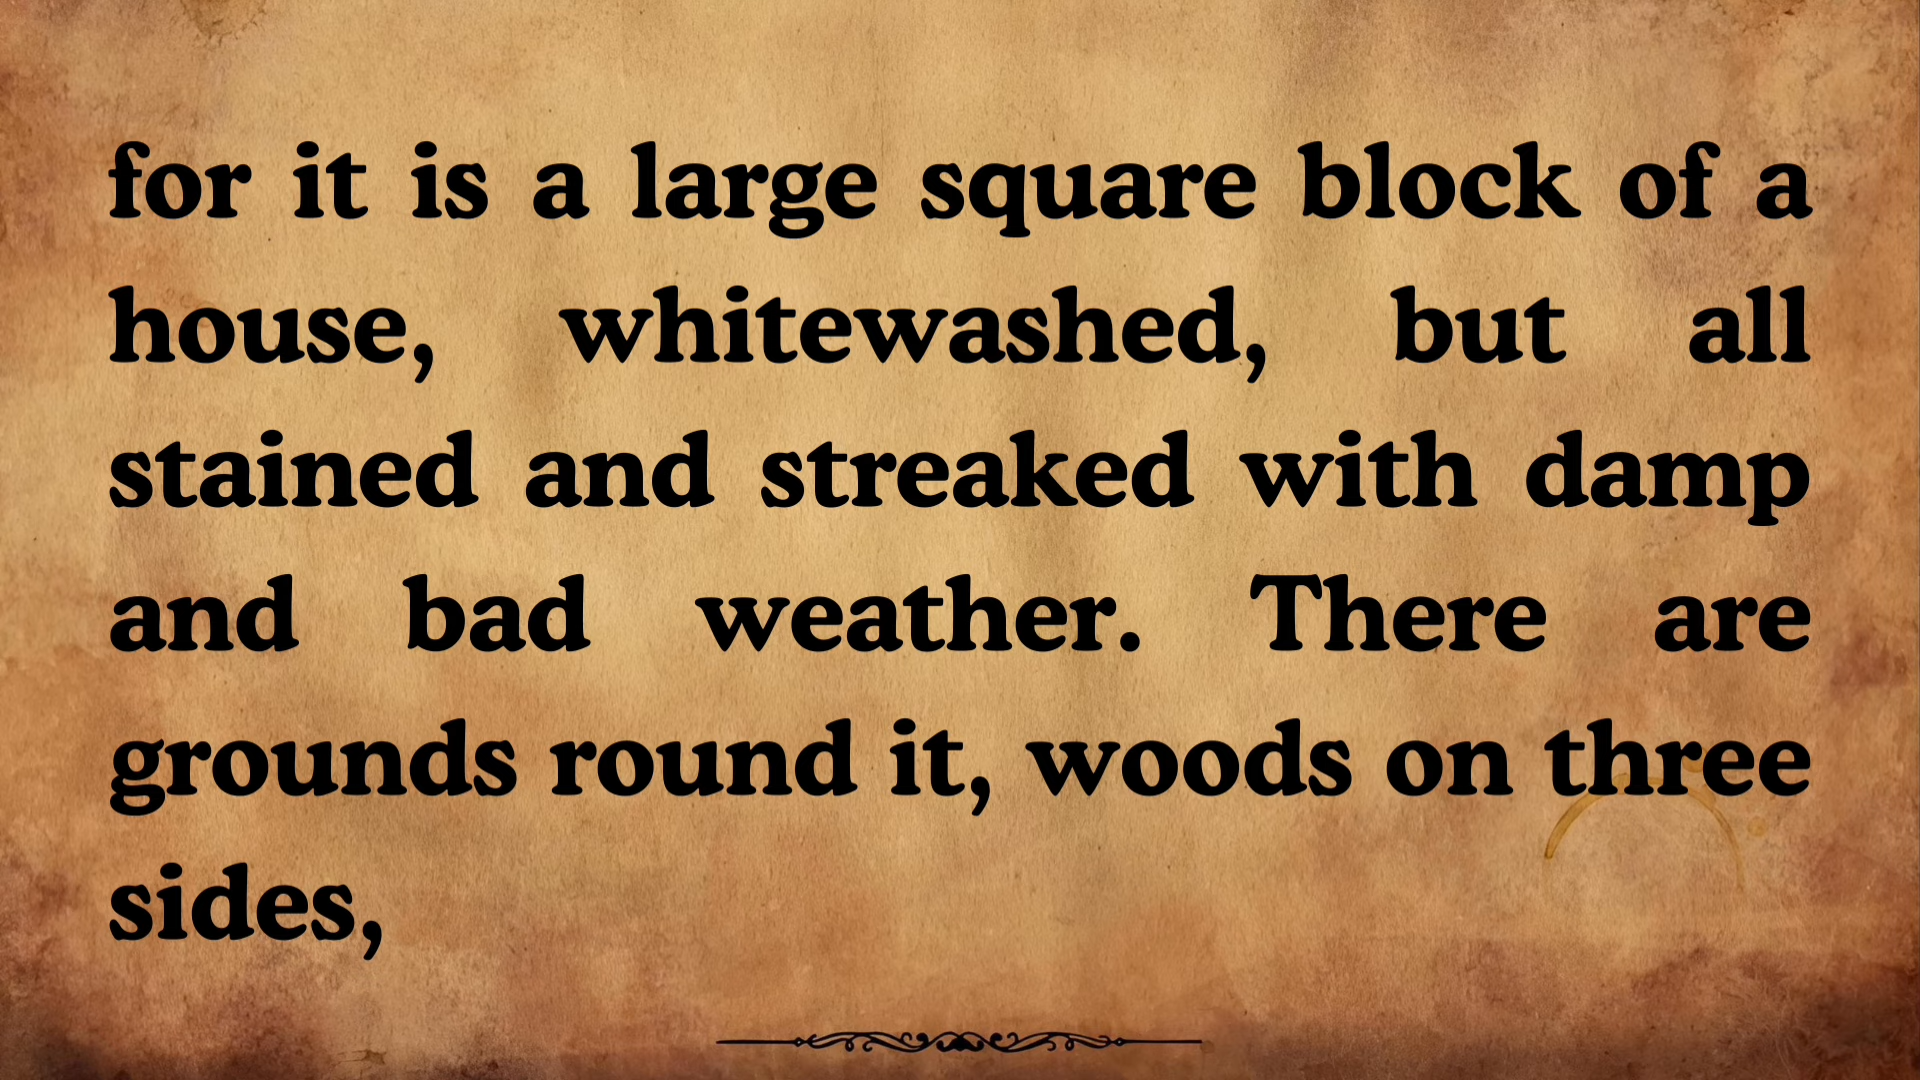 for it is a large square block of a
house, whitewashed, but all
stained and streaked with damp
and bad weather. There are
grounds round it, woods on three
sides,